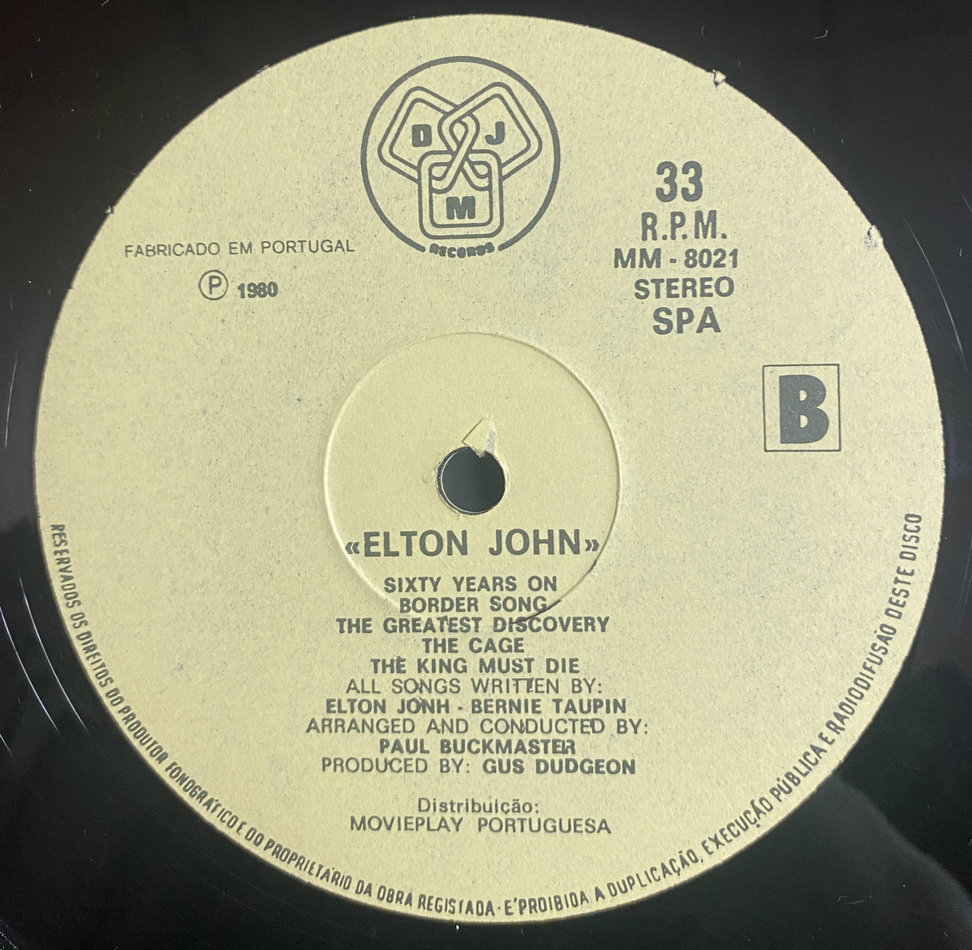 D J
M
RECORDS
FABRICADO EM PORTUGAL
Ⓟ 1980
33
R.P.M.
MM - 8021
STEREO
SPA
B
«ELTON JOHN»
SIXTY YEARS ON
BORDER SONG
THE GREATEST DISCOVERY
THE CAGE
THE KING MUST DIE
ALL SONGS WRITTEN BY:
ELTON JONH - BERNIE TAUPIN
ARRANGED AND CONDUCTED BY:
PAUL BUCKMASTER
PRODUCED BY: GUS DUDGEON
Distribuição:
MOVIEPLAY PORTUGUESA
RESERVADOS OS DIREITOS DO PRODUTOR FONOGRÁFICO E DO PROPRIETÁRIO DA OBRA REGISTADA · E'PROIBIDA A DUPLICAÇÃO, EXECUÇÃO PÚBLICA E RADIODIFUSÃO DESTE DISCO